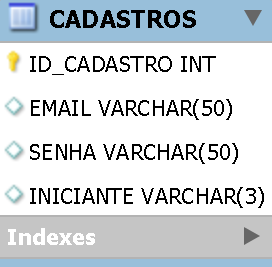 CADASTROS
ID_CADASTRO INT
EMAIL VARCHAR(50)
SENHA VARCHAR(50)
INICIANTE VARCHAR(3)
Indexes